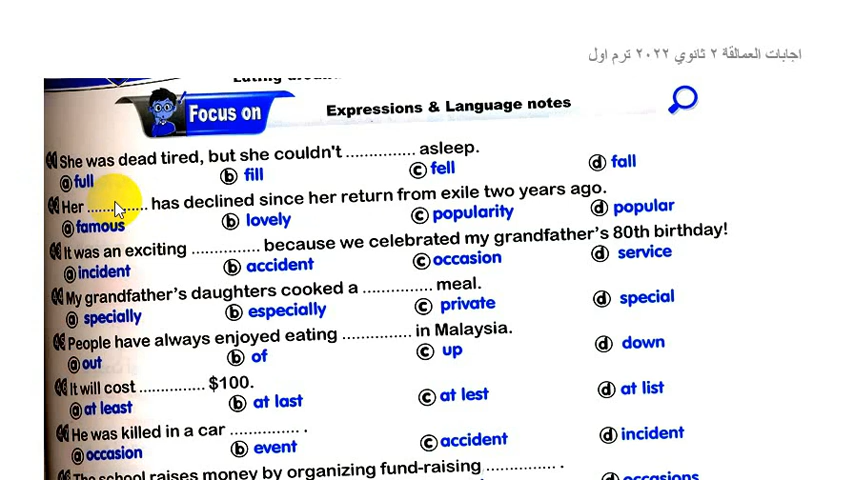 اجابات العمالقة ٢ ثانوي ٢٠٢٢ ترم اول
Focus on
Expressions & Language notes
She was dead tired, but she couldn't ............... asleep.
ⓐ full ⓑ fill ⓒ fell ⓓ fall
Her ............... has declined since her return from exile two years ago.
ⓐ famous ⓑ lovely ⓒ popularity ⓓ popular
It was an exciting ............... because we celebrated my grandfather's 80th birthday!
ⓐ incident ⓑ accident ⓒ occasion ⓓ service
My grandfather's daughters cooked a ............... meal.
ⓐ specially ⓑ especially ⓒ private ⓓ special
People have always enjoyed eating ............... in Malaysia.
ⓐ out ⓑ of ⓒ up ⓓ down
It will cost ............... $100.
ⓐ at least ⓑ at last ⓒ at lest ⓓ at list
He was killed in a car ............... .
ⓐ occasion ⓑ event ⓒ accident ⓓ incident
The school raises money by organizing fund-raising ............... .
ⓓ occasions